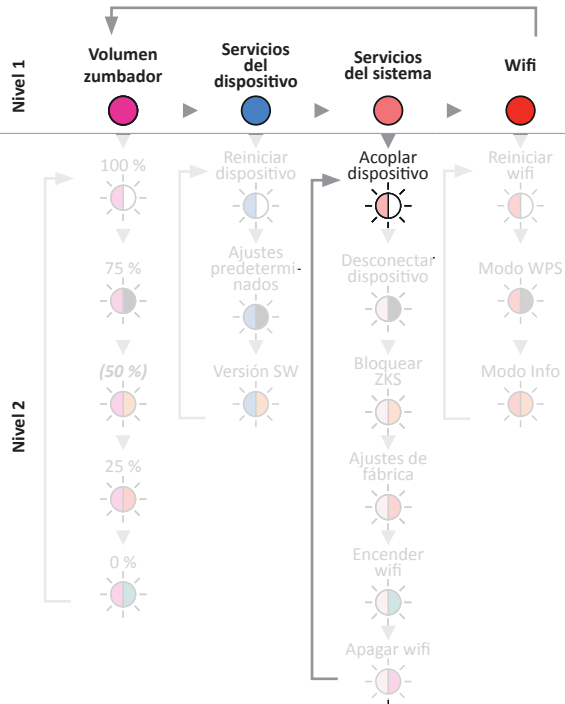 Nivel 1
Volumen
zumbador
Servicios
del
dispositivo
Servicios
del sistema
Wifi
Nivel 2
100 %
75 %
(50 %)
25 %
0 %
Reiniciar
dispositivo
Ajustes
predetermi-
nados
Versión SW
Acoplar
dispositivo
Desconectar
dispositivo
Bloquear
ZKS
Ajustes de
fábrica
Encender
wifi
Apagar wifi
Reiniciar
wifi
Modo WPS
Modo Info